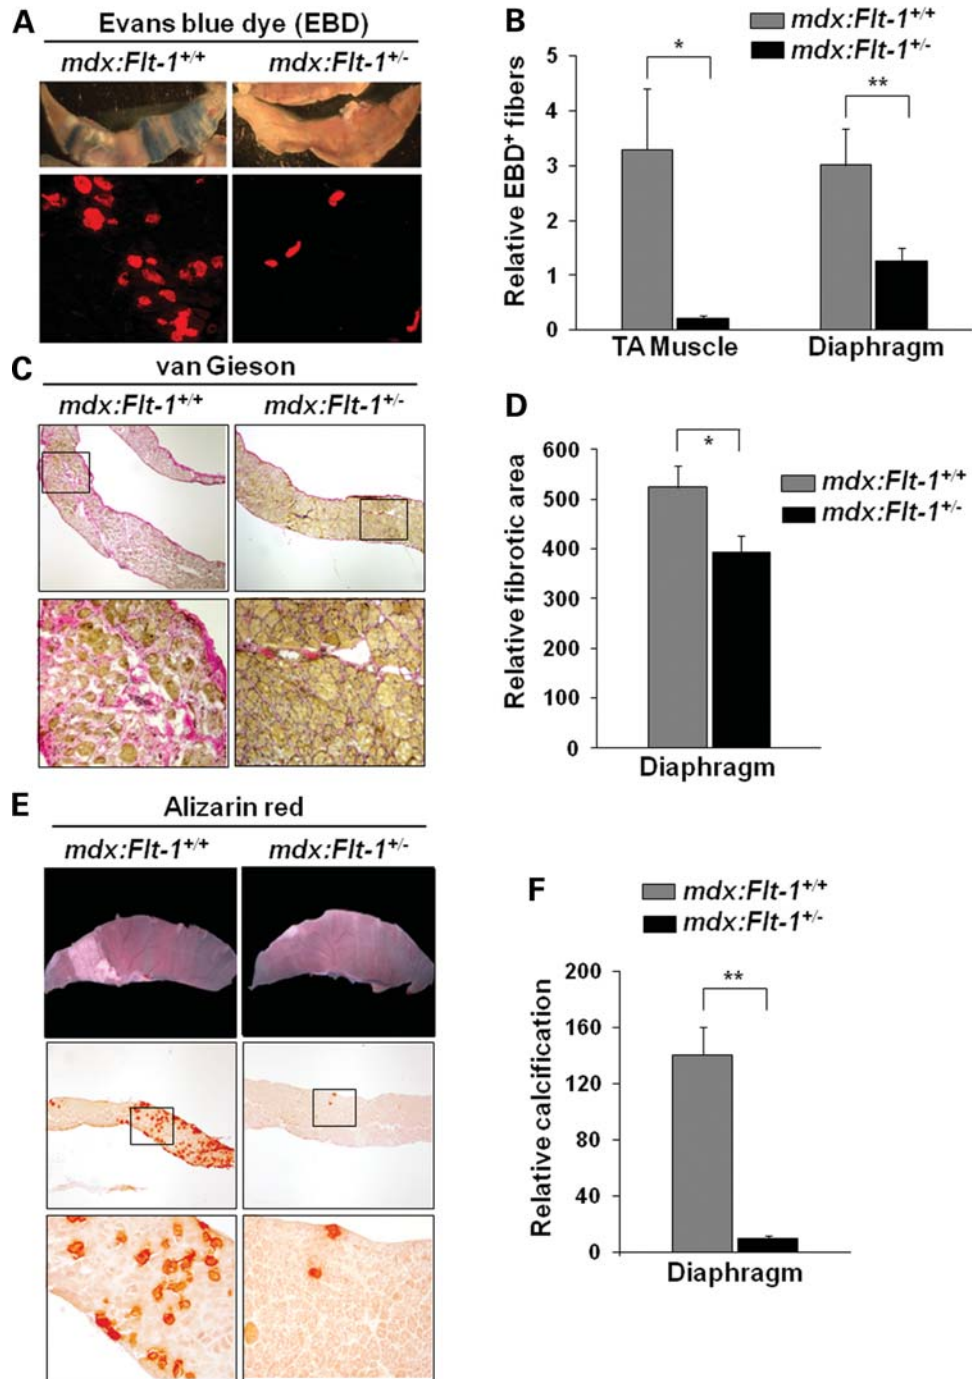 A
Evans blue dye (EBD)
mdx:Flt-1+/+ mdx:Flt-1+/-
B
mdx:Flt-1+/+
mdx:Flt-1+/-
Relative EBD+ fibers
5
4
3
2
1
0
*
**
TA Muscle
Diaphragm
C
van Gieson
mdx:Flt-1+/+ mdx:Flt-1+/-
D
Relative fibrotic area
600
500
400
300
200
100
0
*
mdx:Flt-1+/+
mdx:Flt-1+/-
Diaphragm
E
Alizarin red
mdx:Flt-1+/+ mdx:Flt-1+/-
F
mdx:Flt-1+/+
mdx:Flt-1+/-
Relative calcification
200
160
120
80
40
0
**
Diaphragm